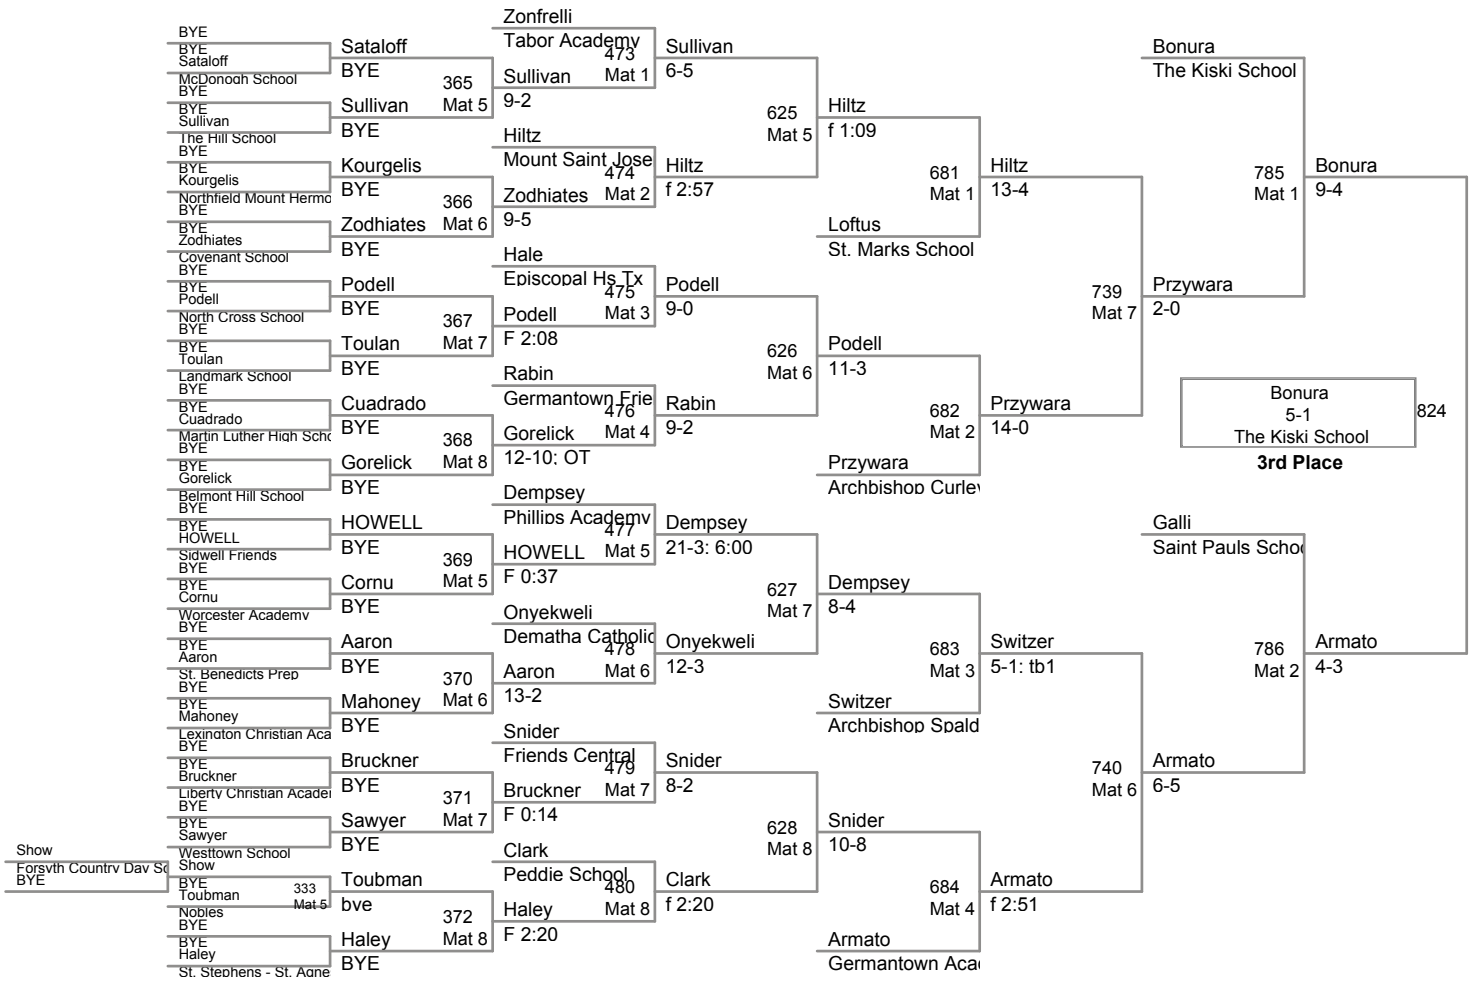 Show
Forsyth Country Day Sc
BYE
BYE
BYE
Sataloff
McDonogh School
BYE
BYE
Sullivan
The Hill School
BYE
BYE
Kourgelis
Northfield Mount Hermo
BYE
BYE
Zodhiates
Covenant School
BYE
BYE
Podell
North Cross School
BYE
BYE
Toulan
Landmark School
BYE
BYE
Cuadrado
Martin Luther High Scho
BYE
BYE
Gorelick
Belmont Hill School
BYE
BYE
HOWELL
Sidwell Friends
BYE
BYE
Cornu
Worcester Academy
BYE
BYE
Aaron
St. Benedicts Prep
BYE
BYE
Mahoney
Lexington Christian Aca
BYE
BYE
Bruckner
Liberty Christian Acade
BYE
BYE
Sawyer
Westtown School
Show
BYE
Toubman
333
Mat 5
Nobles
BYE
BYE
Haley
St. Stephens - St. Agne
Sataloff
BYE
365
Mat 5
Sullivan
BYE
Kourgelis
BYE
366
Mat 6
Zodhiates
BYE
Podell
BYE
367
Mat 7
Toulan
BYE
Cuadrado
BYE
368
Mat 8
Gorelick
BYE
HOWELL
BYE
369
Mat 5
Cornu
BYE
Aaron
BYE
370
Mat 6
Mahoney
BYE
Bruckner
BYE
371
Mat 7
Sawyer
BYE
Toubman
bye
372
Mat 8
Haley
BYE
Zonfrelli
Tabor Academy
473
Mat 1
Sullivan
9-2
Hiltz
Mount Saint Jose
474
Mat 2
Zodhiates
9-5
Hale
Episcopal Hs Tx
475
Mat 3
Podell
F 2:08
Rabin
Germantown Frie
476
Mat 4
Gorelick
12-10; OT
Dempsey
Phillips Academy
477
Mat 5
HOWELL
F 0:37
Onyekweli
Dematha Catholic
478
Mat 6
Aaron
13-2
Snider
Friends Central
479
Mat 7
Bruckner
F 0:14
Clark
Peddie School
480
Mat 8
Haley
F 2:20
Sullivan
6-5
625
Mat 5
Hiltz
f 2:57
Podell
9-0
626
Mat 6
Rabin
9-2
Dempsey
21-3; 6:00
627
Mat 7
Onyekweli
12-3
Snider
8-2
628
Mat 8
Clark
f 2:20
Hiltz
f 1:09
681
Mat 1
Loftus
St. Marks School
Podell
11-3
682
Mat 2
Przywara
Archbishop Curley
Dempsey
8-4
683
Mat 3
Switzer
Archbishop Spald
Snider
10-8
684
Mat 4
Armato
Germantown Aca
Hiltz
13-4
739
Mat 7
Przywara
14-0
Switzer
5-1; tb1
740
Mat 6
Armato
f 2:51
Bonura
The Kiski School
785
Mat 1
Przywara
2-0
Bonura
5-1
The Kiski School
824
3rd Place
Galli
Saint Pauls Schoo
786
Mat 2
Armato
6-5
Bonura
9-4
Armato
4-3